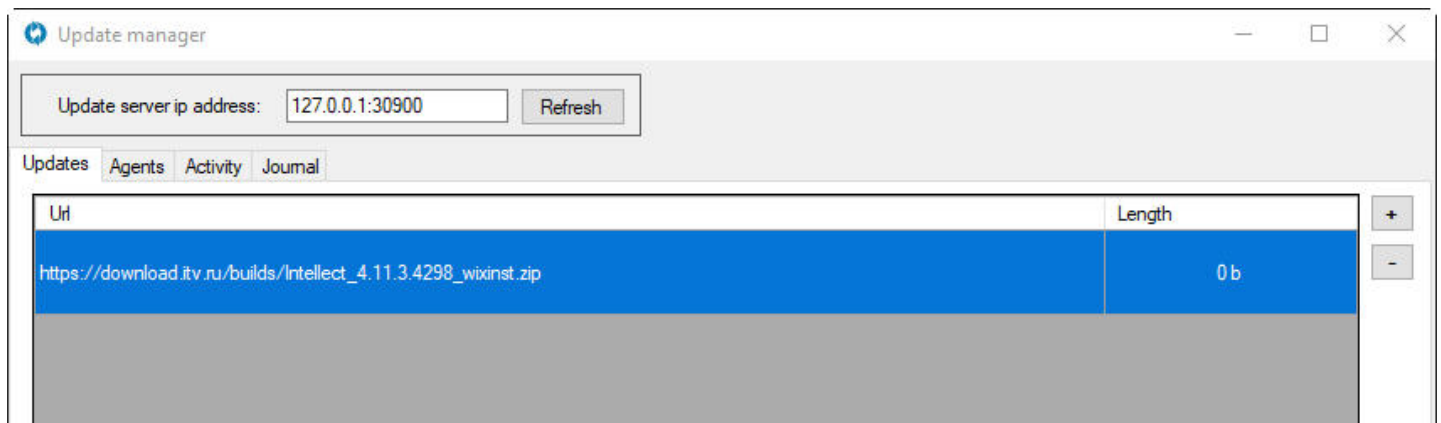 Update manager
Update server ip address: 127.0.0.1:30900 Refresh
Updates Agents Activity Journal
Url Length +
https://download.itv.ru/builds/Intellect_4.11.3.4298_wixinst.zip 0 b -